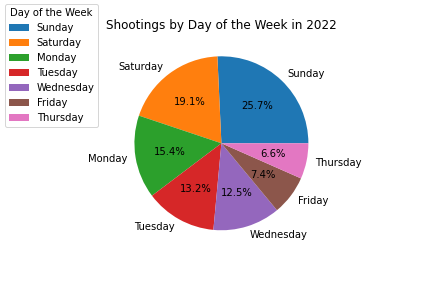 Shootings by Day of the Week in 2022
Day of the Week
Sunday
Saturday
Monday
Tuesday
Wednesday
Friday
Thursday
Sunday
25.7%
Saturday
19.1%
Monday
15.4%
Tuesday
13.2%
Wednesday
12.5%
Friday
7.4%
Thursday
6.6%